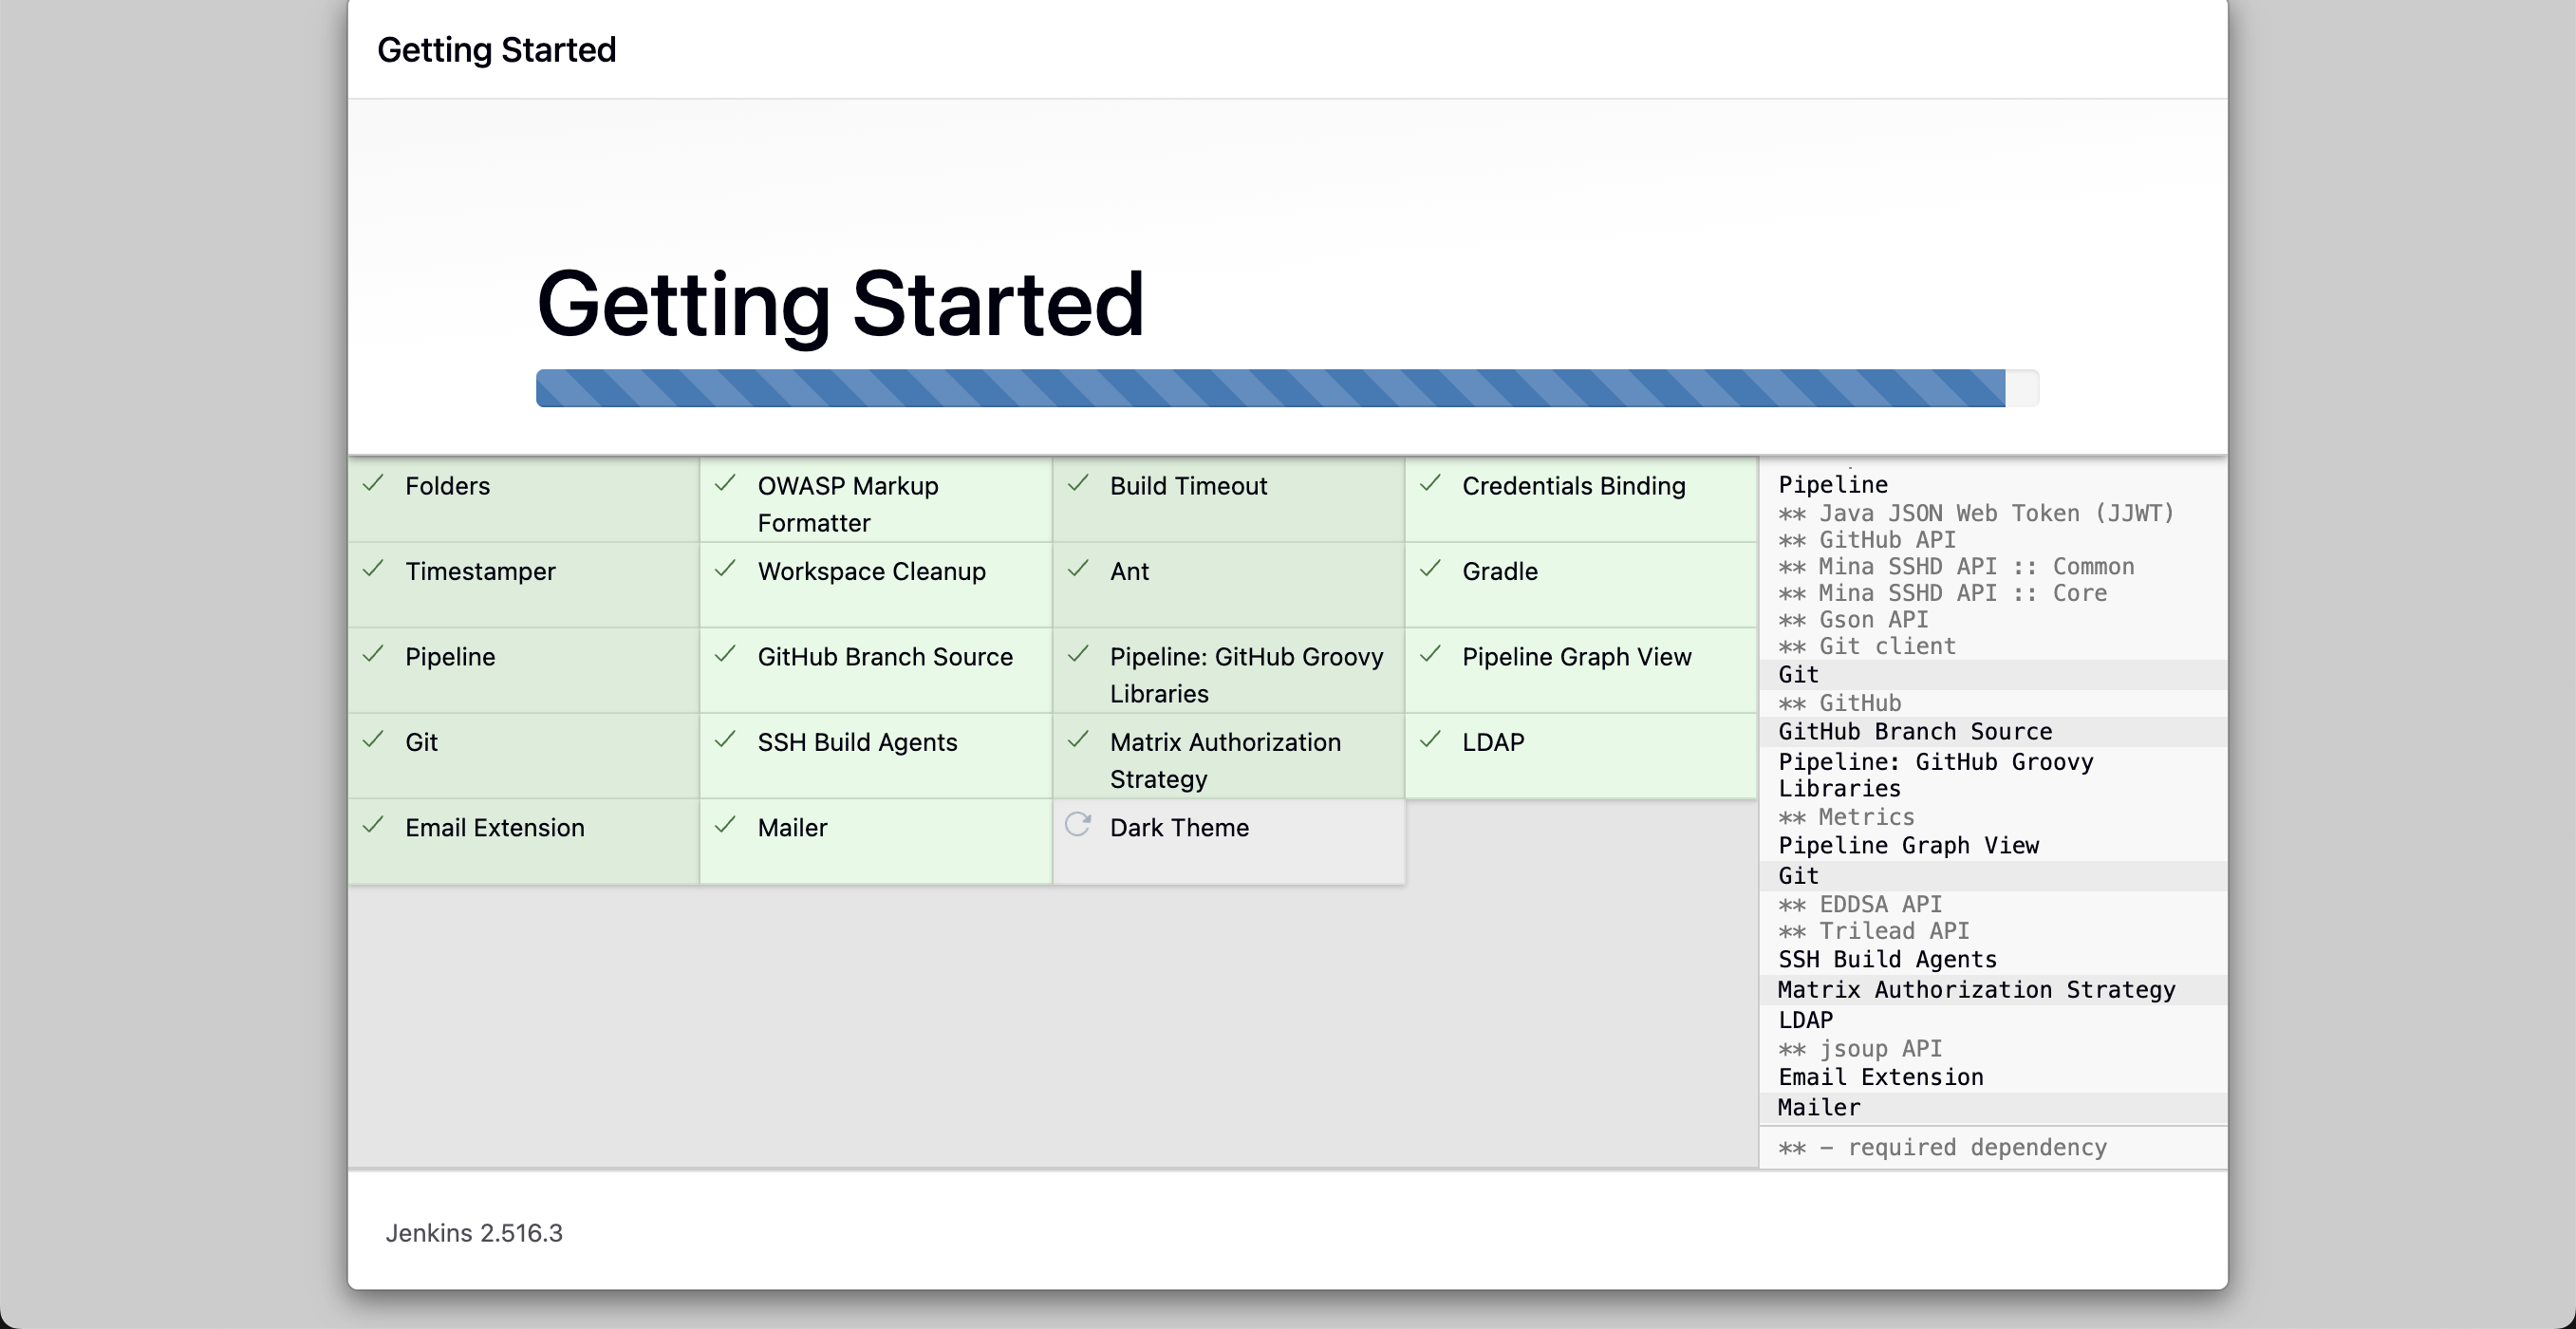 Getting Started
Getting Started
Folders
OWASP Markup
Formatter
Build Timeout
Credentials Binding
Timestamper
Workspace Cleanup
Ant
Gradle
Pipeline
GitHub Branch Source
Pipeline: GitHub Groovy
Libraries
Pipeline Graph View
Git
SSH Build Agents
Matrix Authorization
Strategy
LDAP
Email Extension
Mailer
Dark Theme
Pipeline
** Java JSON Web Token (JJWT)
** GitHub API
** Mina SSHD API :: Common
** Mina SSHD API :: Core
** Gson API
** Git client
Git
** GitHub
GitHub Branch Source
Pipeline: GitHub Groovy
Libraries
** Metrics
Pipeline Graph View
Git
** EDDSA API
** Trilead API
SSH Build Agents
Matrix Authorization Strategy
LDAP
** jsoup API
Email Extension
Mailer
** - required dependency
Jenkins 2.516.3